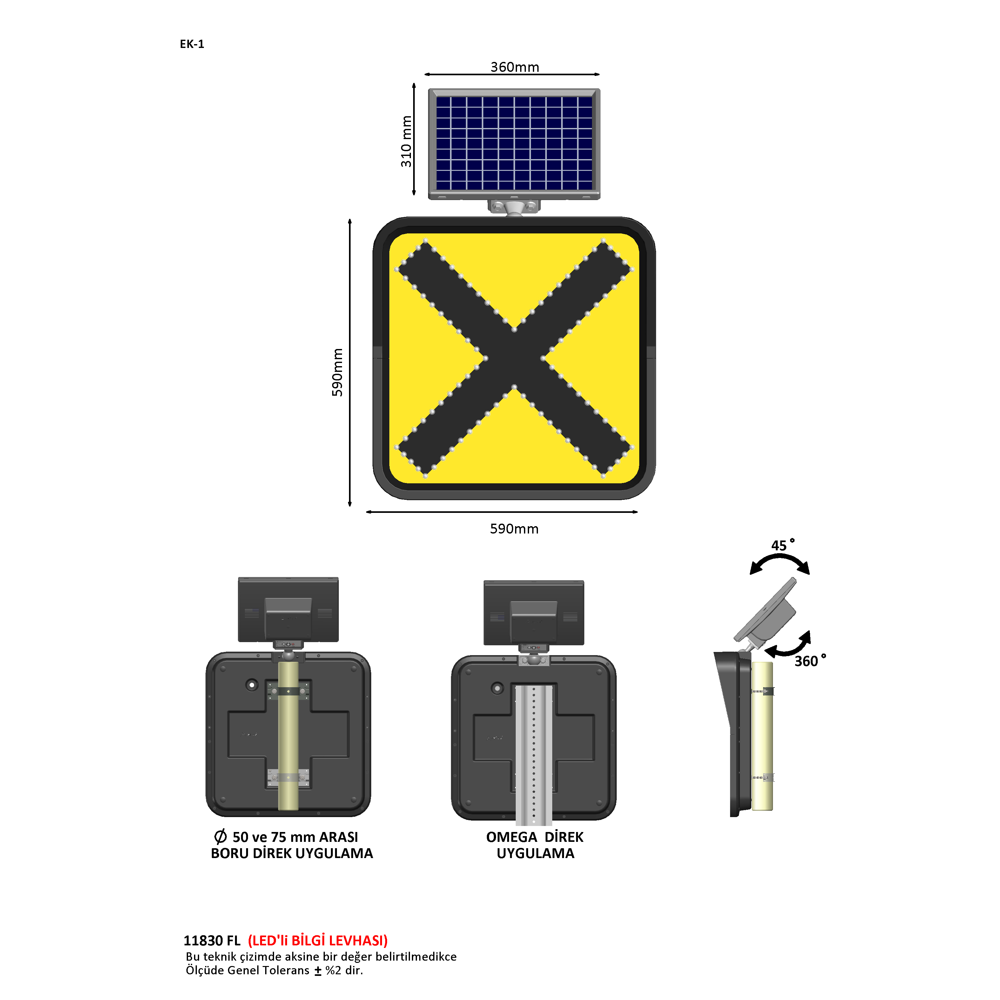 EK-1
360mm
310 mm
590mm
590mm
45°
360°
Ø 50 ve 75 mm ARASI
BORU DİREK UYGULAMA
OMEGA DİREK
UYGULAMA
11830 FL (LED'li BİLGİ LEVHASI)
Bu teknik çizimde aksine bir değer belirtilmedikce
Ölçüde Genel Tolerans ± %2 dir.